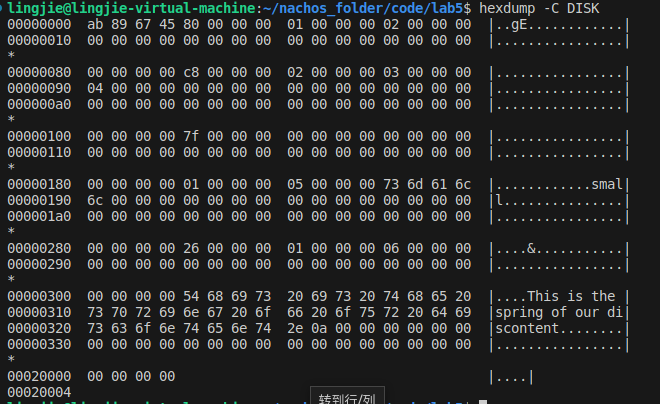 lingjie@lingjie-virtual-machine:~/nachos_folder/code/lab5$ hexdump -C DISK
00000000  ab 89 67 45 80 00 00 00  01 00 00 00 02 00 00 00  |..gE............|
00000010  00 00 00 00 00 00 00 00  00 00 00 00 00 00 00 00  |................|
*
00000080  00 00 00 00 c8 00 00 00  02 00 00 00 03 00 00 00  |................|
00000090  04 00 00 00 00 00 00 00  00 00 00 00 00 00 00 00  |................|
000000a0  00 00 00 00 00 00 00 00  00 00 00 00 00 00 00 00  |................|
*
00000100  00 00 00 00 7f 00 00 00  00 00 00 00 00 00 00 00  |................|
00000110  00 00 00 00 00 00 00 00  00 00 00 00 00 00 00 00  |................|
*
00000180  00 00 00 00 01 00 00 00  05 00 00 00 73 6d 61 6c  |............smal|
00000190  6c 00 00 00 00 00 00 00  00 00 00 00 00 00 00 00  |l...............|
000001a0  00 00 00 00 00 00 00 00  00 00 00 00 00 00 00 00  |................|
*
00000280  00 00 00 00 26 00 00 00  01 00 00 00 06 00 00 00  |....&...........|
00000290  00 00 00 00 00 00 00 00  00 00 00 00 00 00 00 00  |................|
*
00000300  00 00 00 00 54 68 69 73  20 69 73 20 74 68 65 20  |....This is the |
00000310  73 70 72 69 6e 67 20 6f  66 20 6f 75 72 20 64 69  |spring of our di|
00000320  73 63 6f 6e 74 65 6e 74  2e 0a 00 00 00 00 00 00  |scontent........|
00000330  00 00 00 00 00 00 00 00  00 00 00 00 00 00 00 00  |................|
*
00020000  00 00 00 00  |....|
00020004
转到行/列